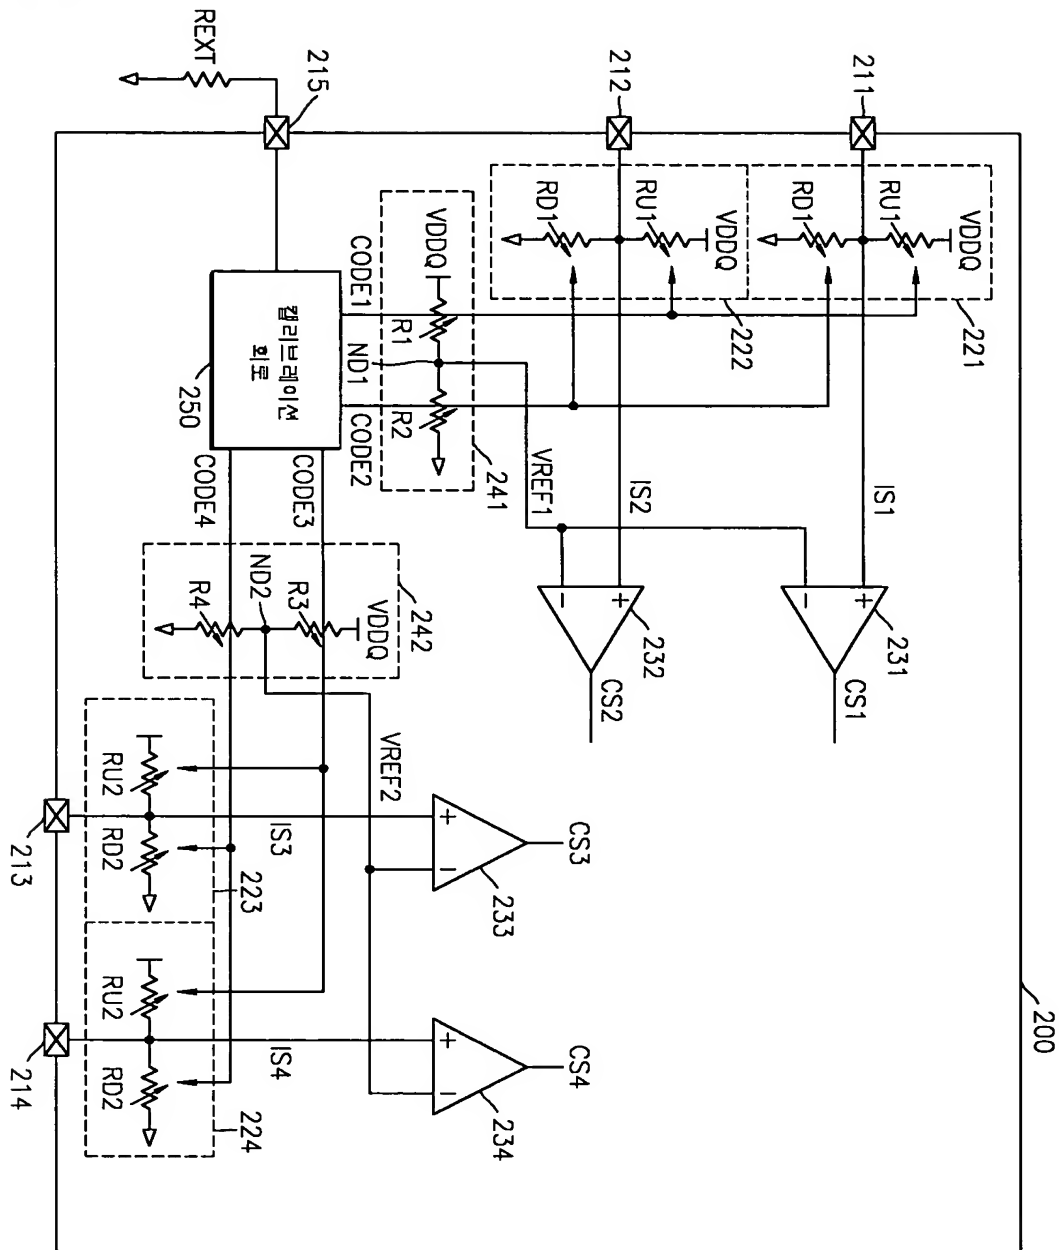 200
211
212
215
REXT
VDDQ
RU1
RD1
221
VDDQ
RU1
RD1
222
IS1
IS2
VREF1
231
CS1
232
CS2
VDDQ
R1
ND1
R2
241
CODE1
CODE2
캘리브레이션
회로
250
CODE3
CODE4
VDDQ
R3
ND2
R4
242
VREF2
RU2
RD2
223
213
IS3
+
-
233
CS3
RU2
RD2
224
214
IS4
+
-
234
CS4
+
-
+
-